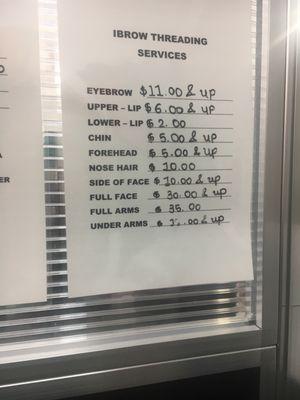 IBROW THREADING
SERVICES
EYEBROW $11.00 & UP
UPPER – LIP $6.00 & UP
LOWER – LIP $2.00
CHIN $5.00 & UP
FOREHEAD $5.00 & UP
NOSE HAIR $10.00
SIDE OF FACE $10.00 & UP
FULL FACE $30.00 & UP
FULL ARMS $35.00
UNDER ARMS & UP